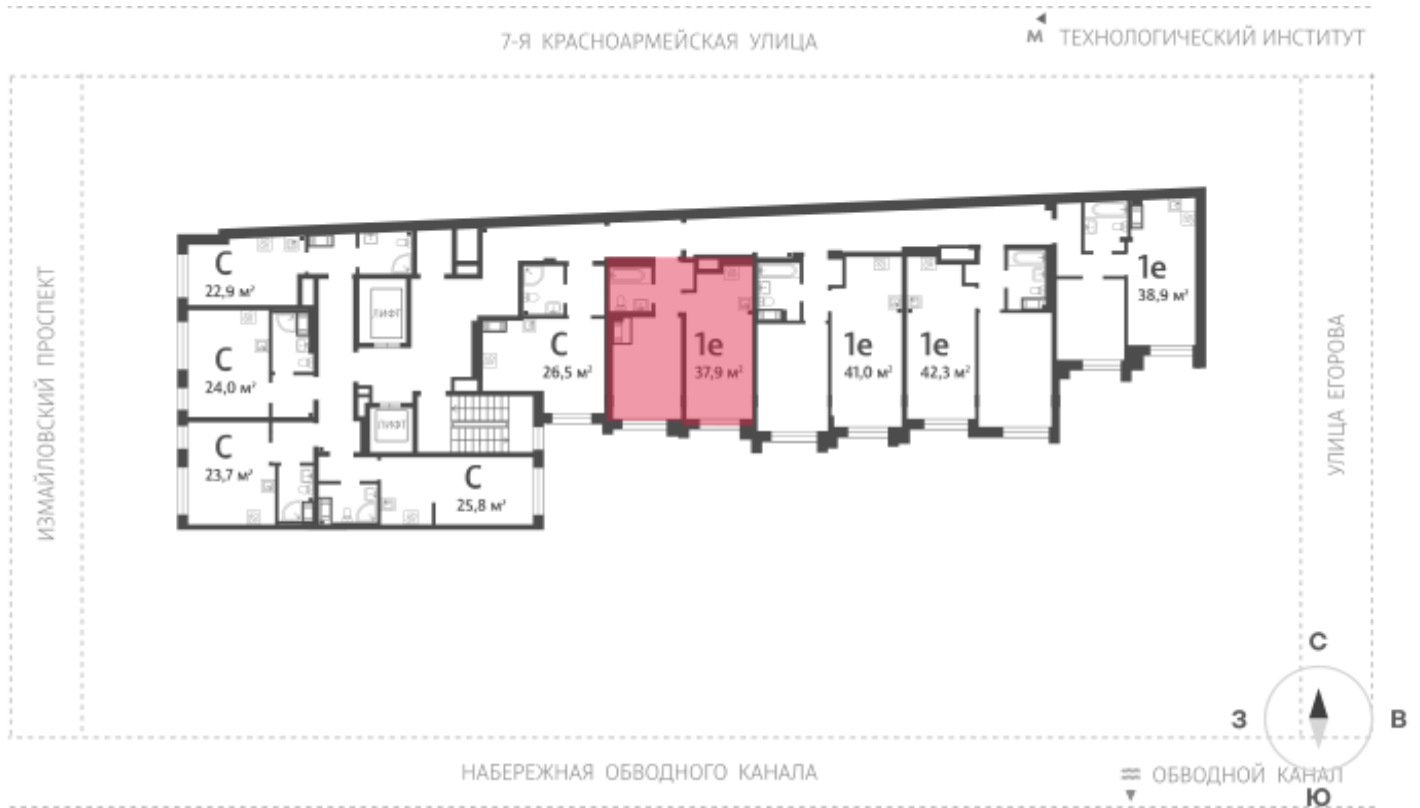 7-Я КРАСНОАРМЕЙСКАЯ УЛИЦА
М ТЕХНОЛОГИЧЕСКИЙ ИНСТИТУТ
ИЗМАЙЛОВСКИЙ ПРОСПЕКТ
С
22,9 м²
ЛИФТ
С
24,0 м²
С
26,5 м²
1е
37,9 м²
1е
41,0 м²
1е
42,3 м²
1е
38,9 м²
ЛИФТ
С
23,7 м²
С
25,8 м²
УЛИЦА ЕГОРОВА
С
З
В
Ю
НАБЕРЕЖНАЯ ОБВОДНОГО КАНАЛА
ОБВОДНОЙ КАНАЛ